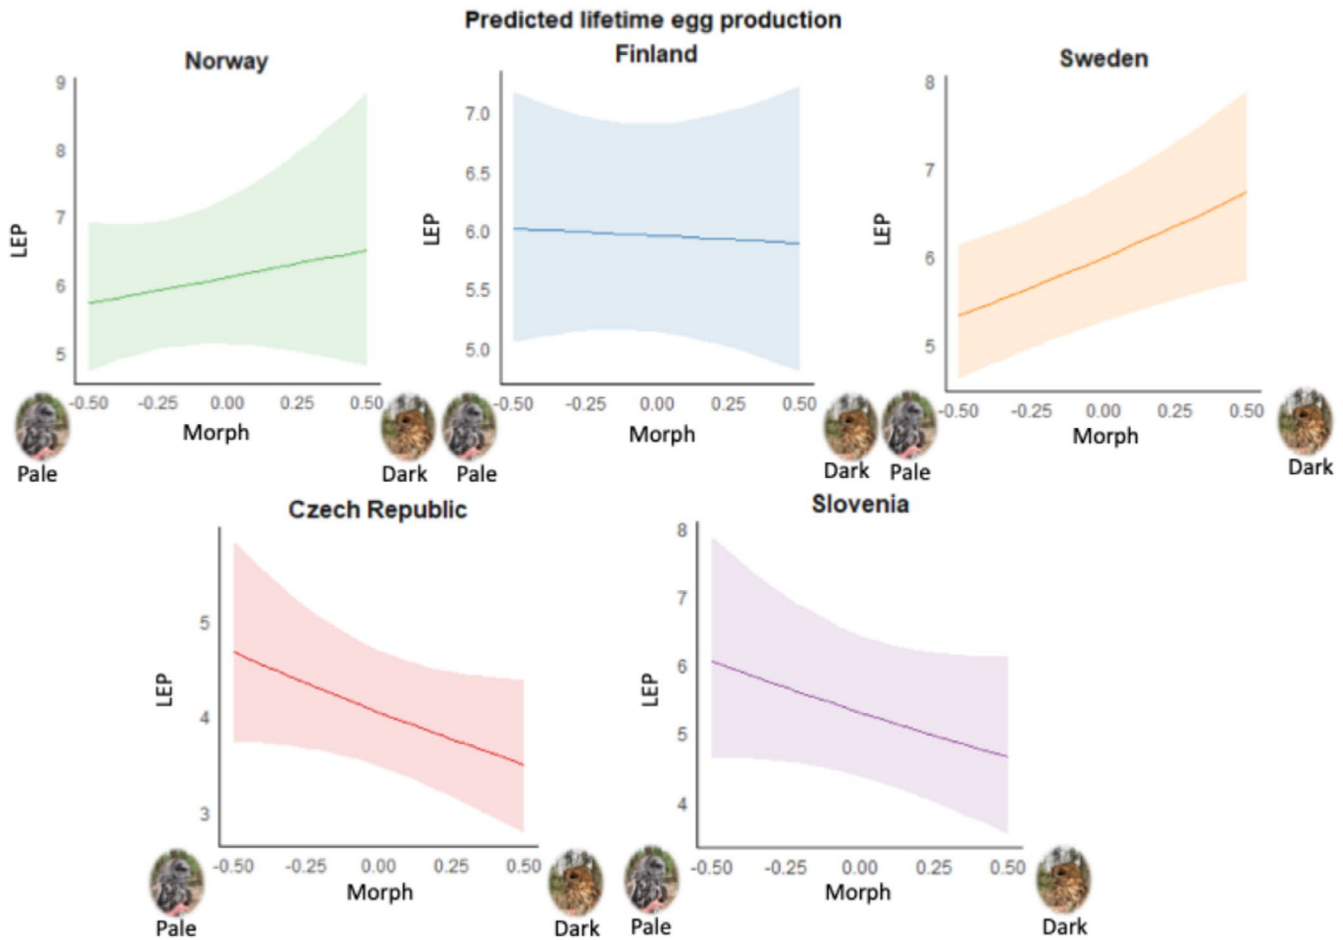 Predicted lifetime egg production
Norway
9
8
7
6
5
LEP
-0.50 -0.25 0.00 0.25 0.50
Morph
Pale
Dark
Finland
7.0
6.5
6.0
5.5
5.0
LEP
-0.50 -0.25 0.00 0.25 0.50
Morph
Pale
Dark
Sweden
8
7
6
5
LEP
-0.50 -0.25 0.00 0.25 0.50
Morph
Pale
Dark
Czech Republic
5
4
3
LEP
-0.50 -0.25 0.00 0.25 0.50
Morph
Pale
Dark
Slovenia
8
7
6
5
4
LEP
-0.50 -0.25 0.00 0.25 0.50
Morph
Pale
Dark